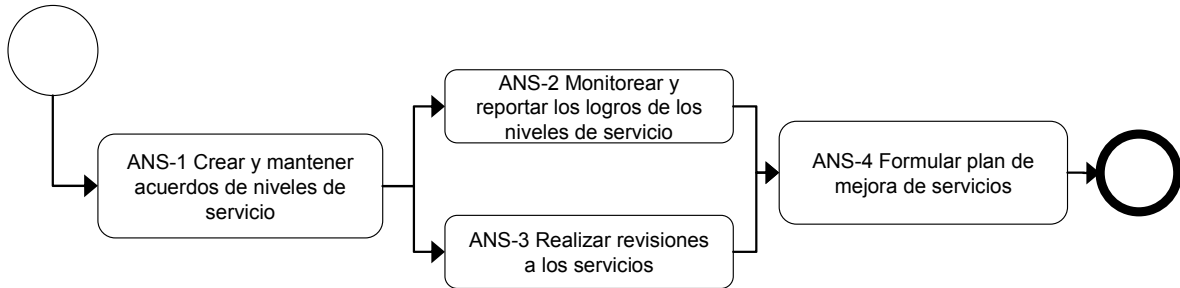 ANS-1 Crear y mantener
acuerdos de niveles de
servicio
ANS-2 Monitorear y
reportar los logros de los
niveles de servicio
ANS-3 Realizar revisiones
a los servicios
ANS-4 Formular plan de
mejora de servicios